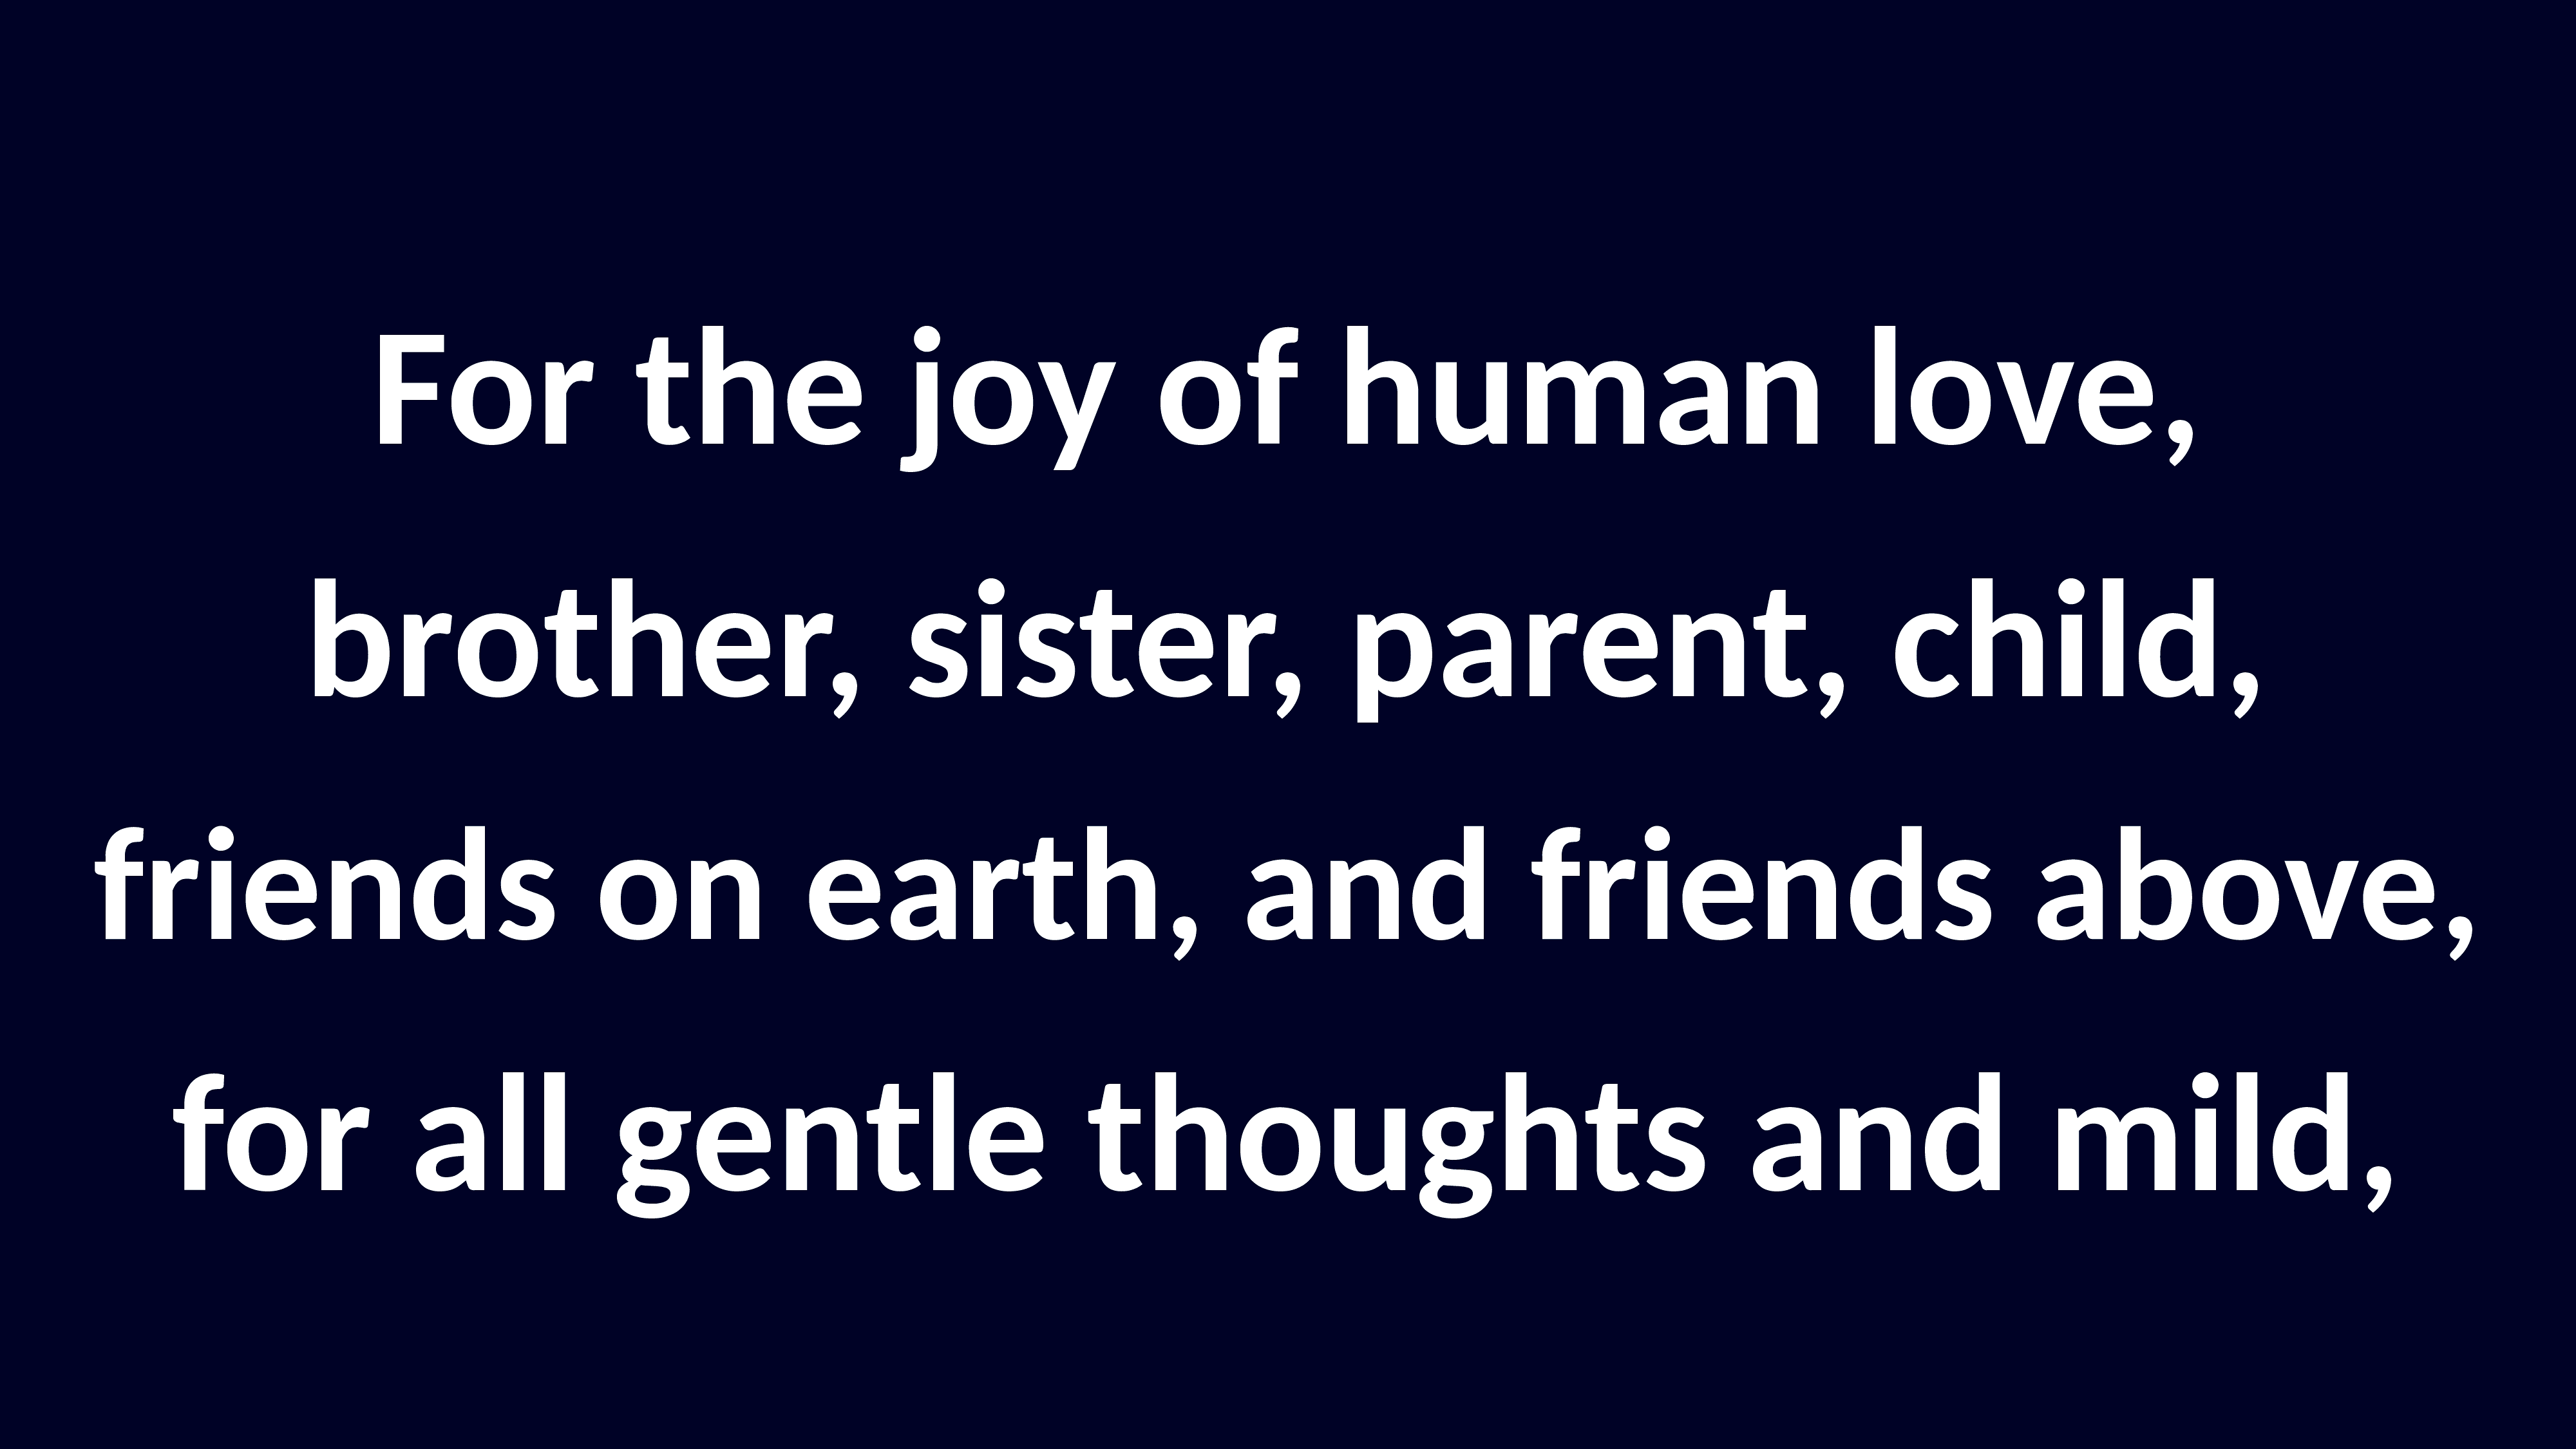 For the joy of human love,
brother, sister, parent, child,
friends on earth, and friends above,
for all gentle thoughts and mild,